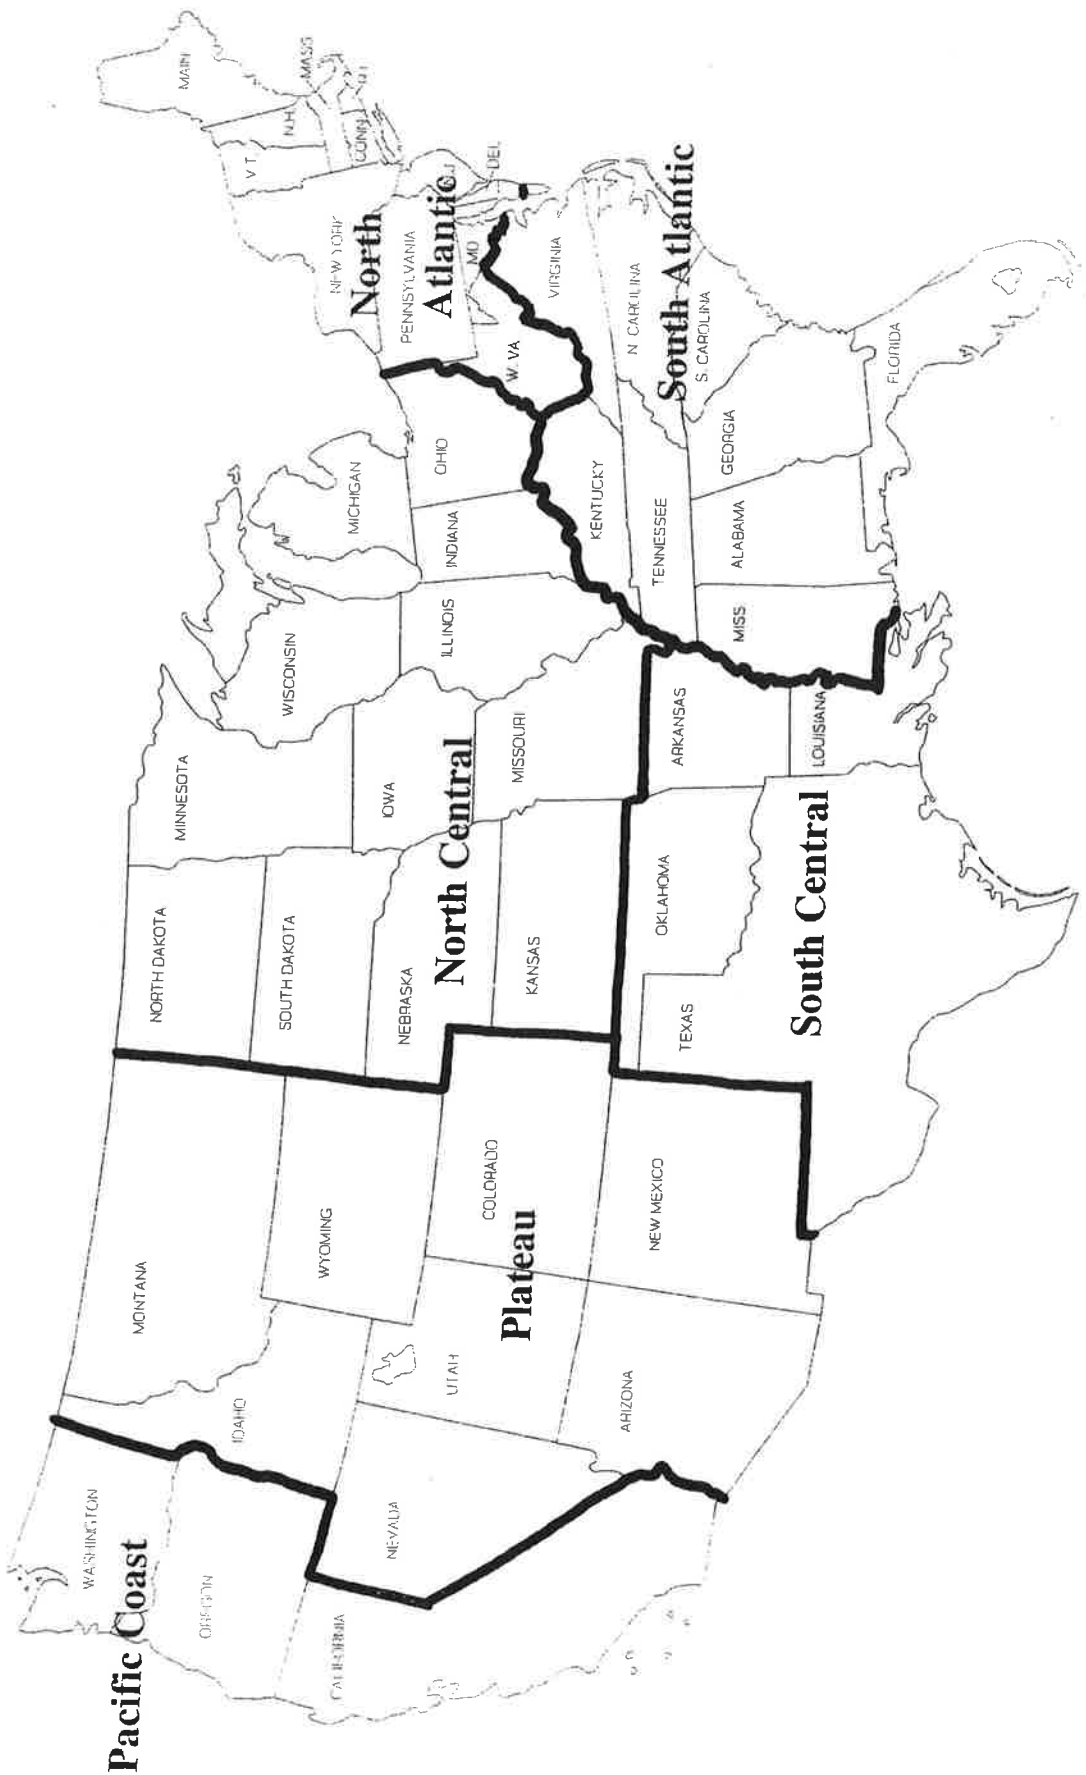 Pacific Coast
WASHINGTON
OREGON
CALIFORNIA
NEVADA
IDAHO
MONTANA
WYOMING
UTAH
COLORADO
Plateau
ARIZONA
NEW MEXICO
NORTH DAKOTA
SOUTH DAKOTA
NEBRASKA
KANSAS
North Central
MINNESOTA
IOWA
MISSOURI
WISCONSIN
ILLINOIS
INDIANA
MICHIGAN
OHIO
OKLAHOMA
TEXAS
South Central
ARKANSAS
LOUISIANA
MISS
ALABAMA
GEORGIA
FLORIDA
TENNESSEE
KENTUCKY
South Atlantic
S. CAROLINA
N CAROLINA
VIRGINIA
W. VA
MD
DEL
PENNSYLVANIA
North
Atlantic
NEW YORK
V.T.
N.H.
MAIN
MASS
CONN